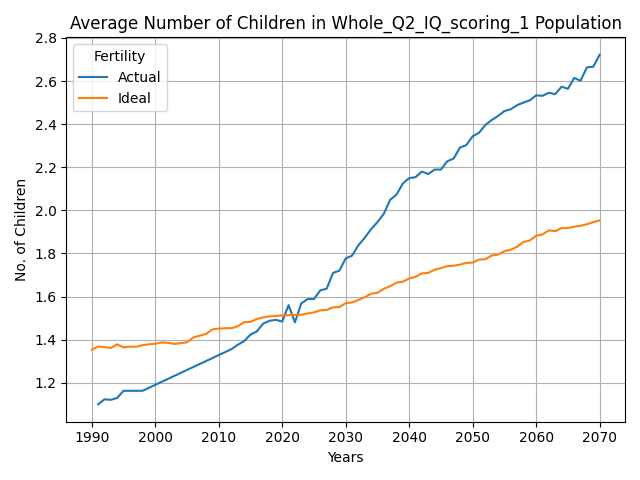 Average Number of Children in Whole_Q2_IQ_scoring_1 Population
Fertility
Actual
Ideal
No. of Children
2.8
2.6
2.4
2.2
2.0
1.8
1.6
1.4
1.2
1990 2000 2010 2020 2030 2040 2050 2060 2070
Years